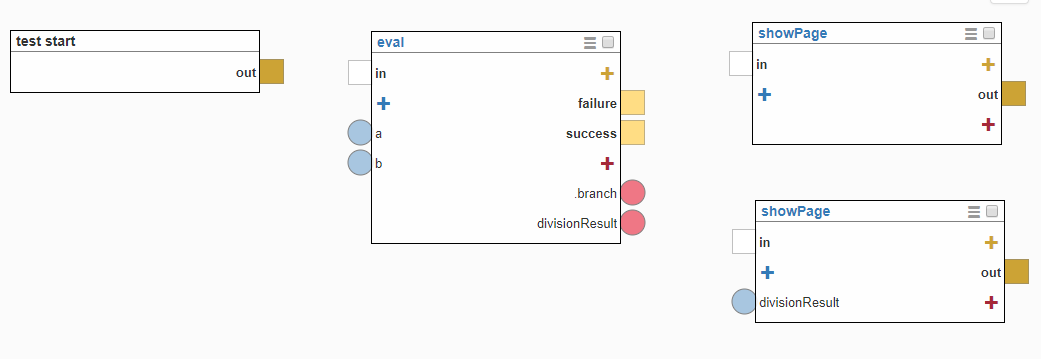 test start
out
eval
in
failure
a
success
b
.branch
divisionResult
showPage
in
out
showPage
in
out
divisionResult